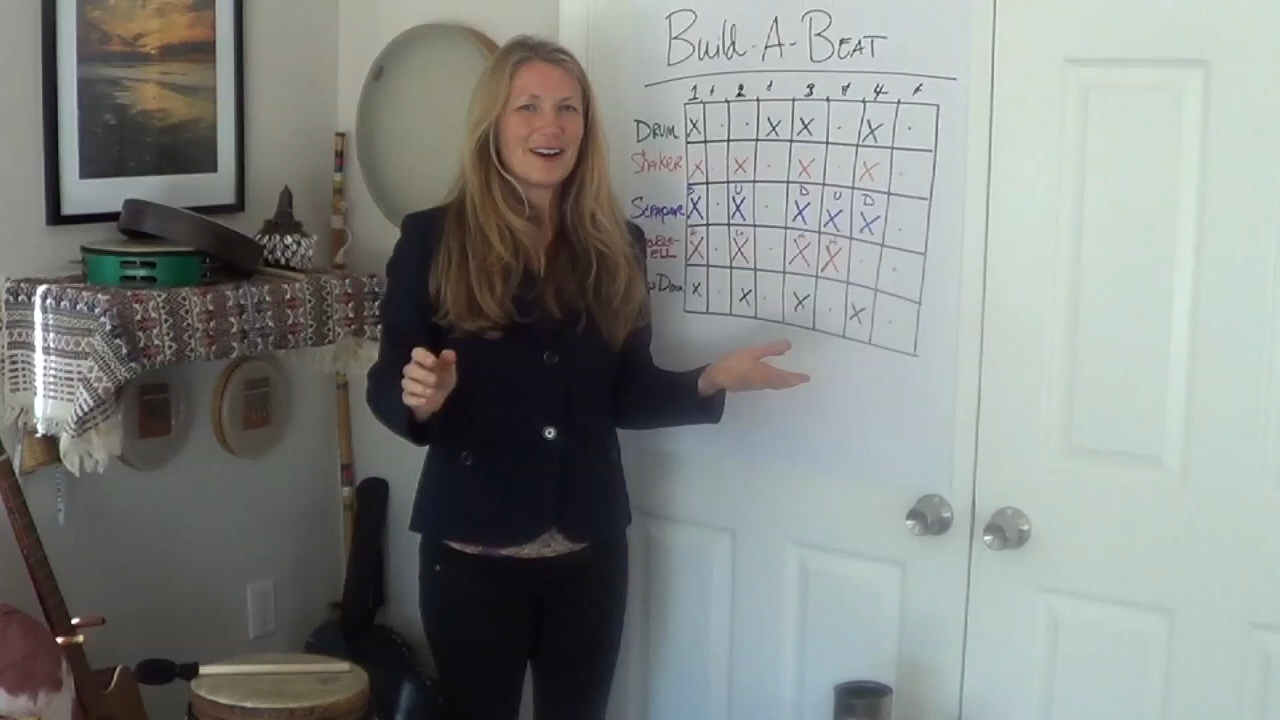 Build-A-BEAT
1 + 2 + 3 + 4 +
DRUM X · · X X · X ·
Shaker X · X · X · X ·
D U D U D
Scraper X · X · X X X ·
X · X · X X · ·
X · X · X · X ·